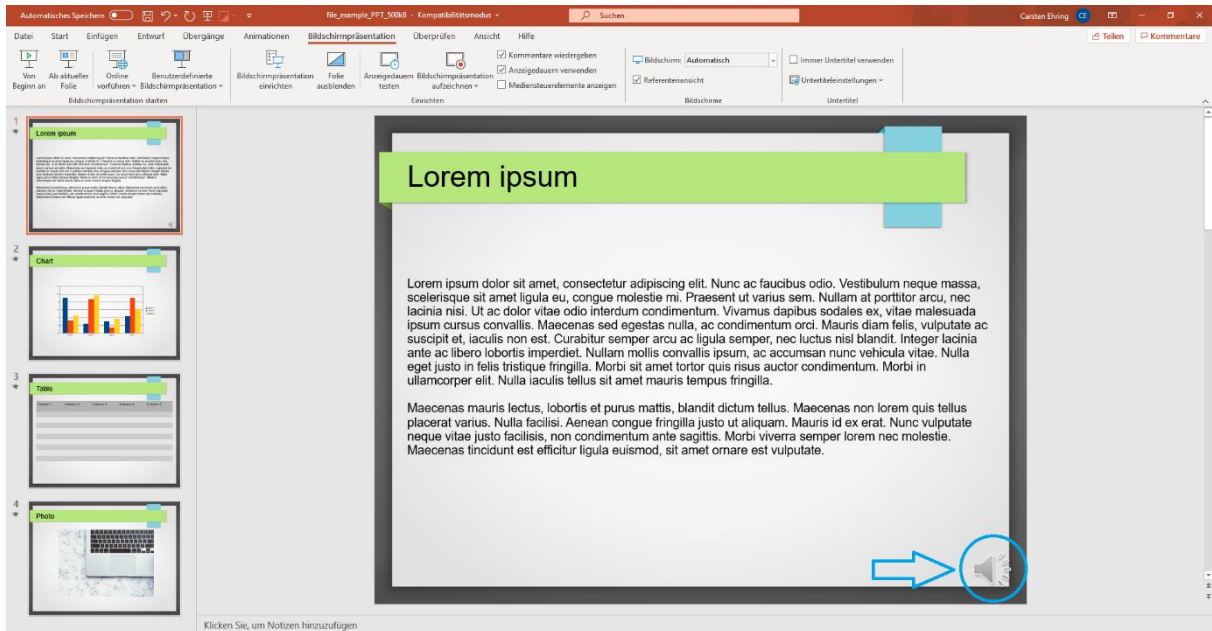 Automatisches Speichern
file_example_PPT_500kB - Kompatibilitätsmodus
Suchen
Carsten Ehring
CE
Datei Start Einfügen Entwurf Übergänge Animationen Bildschirmpräsentation Überprüfen Ansicht Hilfe
Teilen
Kommentare
Von Beginn an
Ab aktueller Folie
Online vorführen
Benutzerdefinierte Bildschirmpräsentation
Bildschirmpräsentation starten
Bildschirmpräsentation einrichten
Folie ausblenden
Anzeigedauern testen
Bildschirmpräsentation aufzeichnen
Kommentare wiedergeben
Anzeigedauern verwenden
Mediensteuerelemente anzeigen
Einrichten
Bildschirm: Automatisch
Referentenansicht
Bildschirme
Immer Untertitel verwenden
Untertiteleinstellungen
Untertitel
1
Lorem ipsum
2
Chart
3
Table
4
Photo
Lorem ipsum
Lorem ipsum dolor sit amet, consectetur adipiscing elit. Nunc ac faucibus odio. Vestibulum neque massa,
scelerisque sit amet ligula eu, congue molestie mi. Praesent ut varius sem. Nullam at porttitor arcu, nec
lacinia nisi. Ut ac dolor vitae odio interdum condimentum. Vivamus dapibus sodales ex, vitae malesuada
ipsum cursus convallis. Maecenas sed egestas nulla, ac condimentum orci. Mauris diam felis, vulputate ac
suscipit et, iaculis non est. Curabitur semper arcu ac ligula semper, nec luctus nisl blandit. Integer lacinia
ante ac libero lobortis imperdiet. Nullam mollis convallis ipsum, ac accumsan nunc vehicula vitae. Nulla
eget justo in felis tristique fringilla. Morbi sit amet tortor quis risus auctor condimentum. Morbi in
ullamcorper elit. Nulla iaculis tellus sit amet mauris tempus fringilla.
Maecenas mauris lectus, lobortis et purus mattis, blandit dictum tellus. Maecenas non lorem quis tellus
placerat varius. Nulla facilisi. Aenean congue fringilla justo ut aliquam. Mauris id ex erat. Nunc vulputate
neque vitae justo facilisis, non condimentum ante sagittis. Morbi viverra semper lorem nec molestie.
Maecenas tincidunt est efficitur ligula euismod, sit amet ornare est vulputate.
Klicken Sie, um Notizen hinzuzufügen